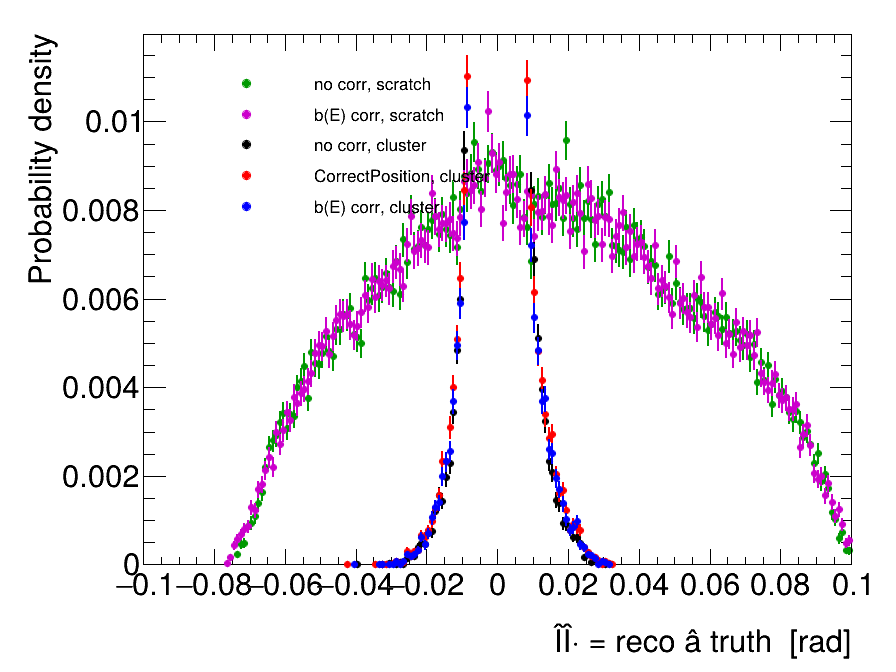 Probability density
no corr, scratch
b(E) corr, scratch
no corr, cluster
CorrectPosition, cluster
b(E) corr, cluster
0.01
0.008
0.006
0.004
0.002
0
−0.1 −0.08 −0.06 −0.04 −0.02 0 0.02 0.04 0.06 0.08 0.1
ÎÎ· = reco â truth [rad]